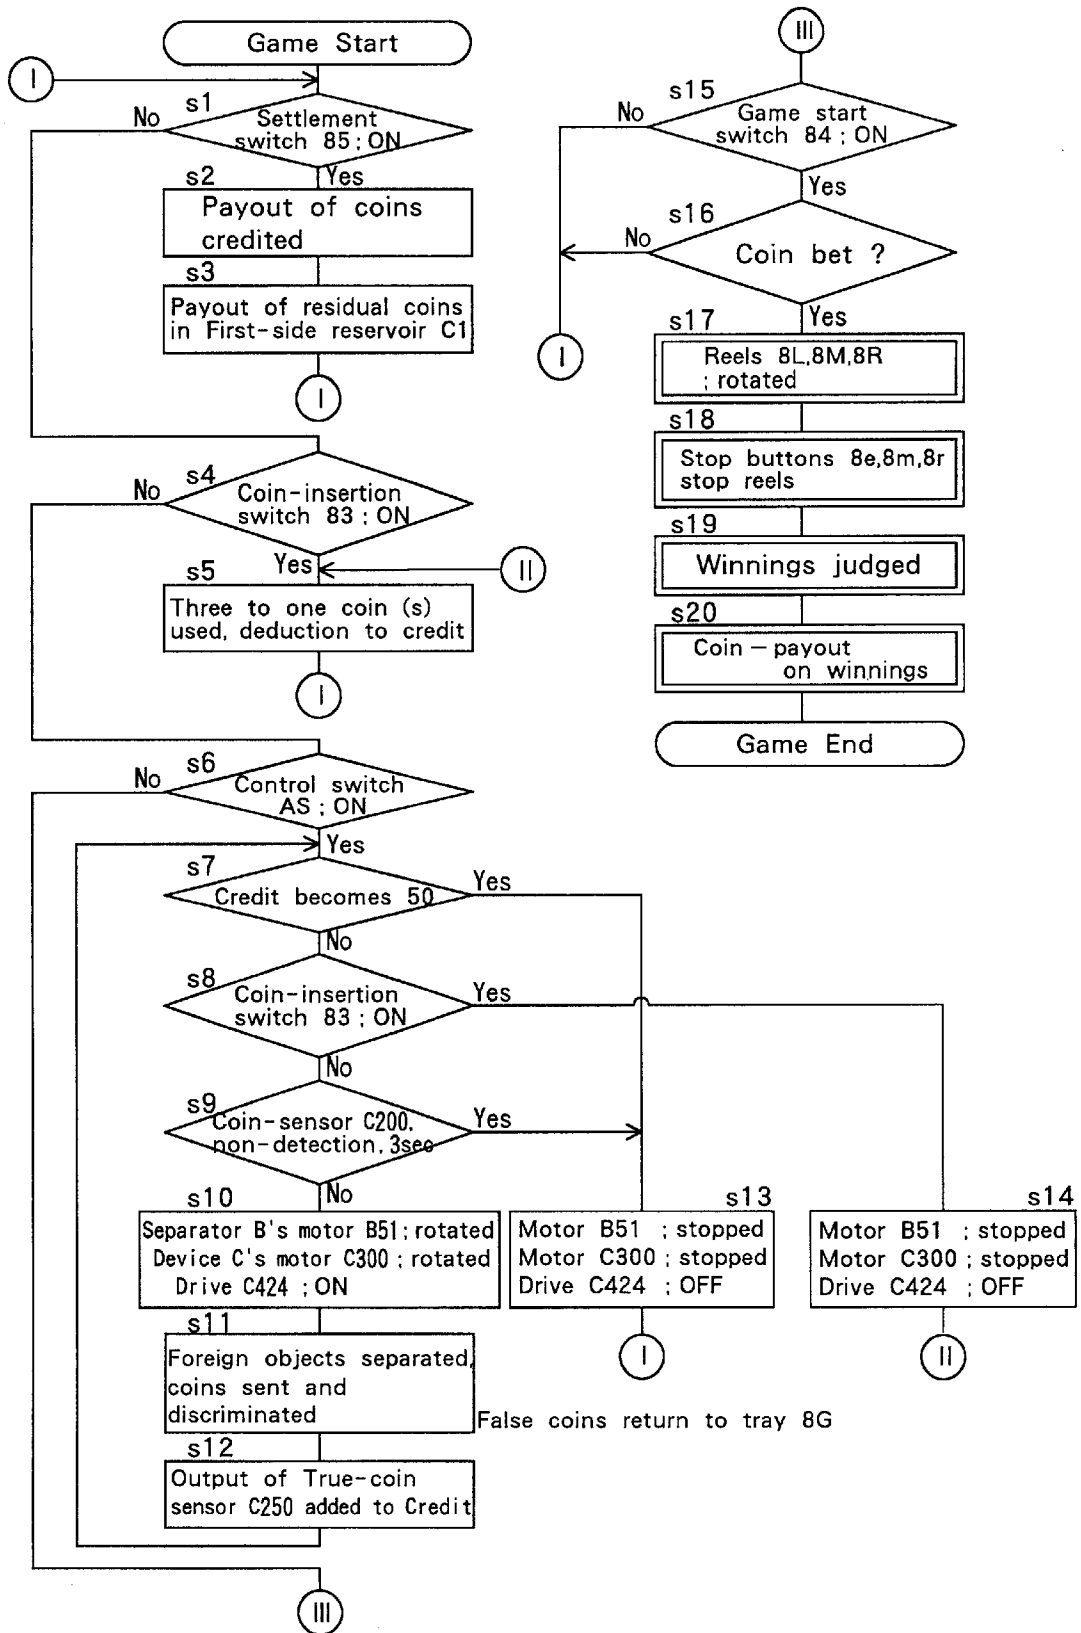 Game Start
I
s1
No
Settlement
switch 85 ; ON
Yes
s2
Payout of coins
credited
s3
Payout of residual coins
in First-side reservoir C1
I
s4
No
Coin-insertion
switch 83 ; ON
Yes
II
s5
Three to one coin (s)
used, deduction to credit
I
s6
No
Control switch
AS ; ON
Yes
s7
Credit becomes 50
Yes
No
s8
Coin-insertion
switch 83 ; ON
Yes
No
s9
Coin-sensor C200,
non-detection, 3sec
Yes
No
s10
Separator B's motor B51 ; rotated
Device C's motor C300 ; rotated
Drive C424 ; ON
s11
Foreign objects separated,
coins sent and
discriminated
False coins return to tray 8G
s12
Output of True-coin
sensor C250 added to Credit
III
s13
Motor B51 ; stopped
Motor C300 ; stopped
Drive C424 ; OFF
I
s14
Motor B51 ; stopped
Motor C300 ; stopped
Drive C424 ; OFF
II
III
s15
No
Game start
switch 84 ; ON
Yes
s16
No
Coin bet ?
Yes
I
s17
Reels 8L,8M,8R
; rotated
s18
Stop buttons 8e,8m,8r
stop reels
s19
Winnings judged
s20
Coin - payout
on winnings
Game End